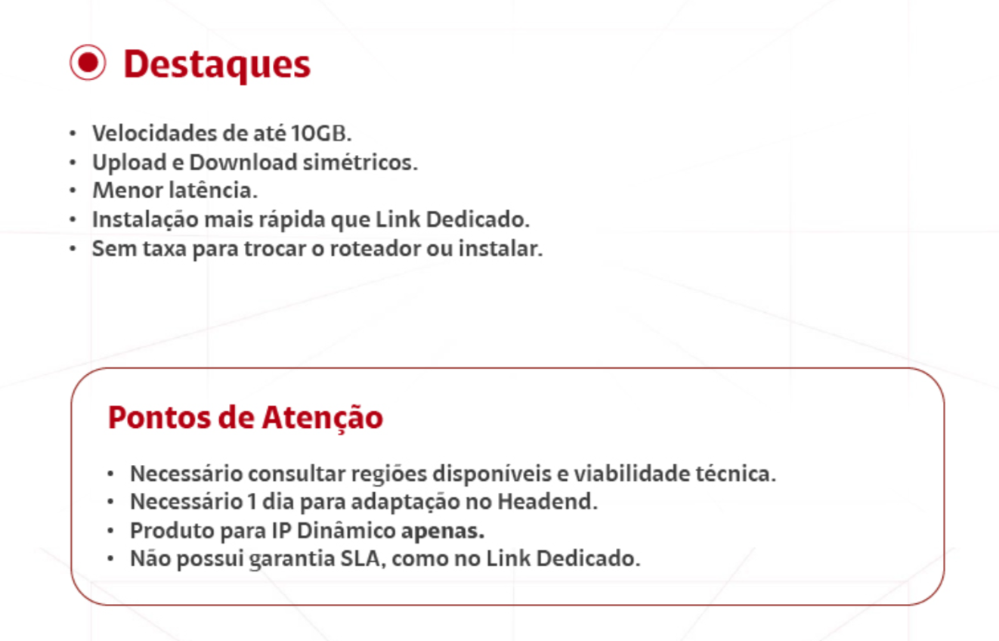 Destaques
• Velocidades de até 10GB.
• Upload e Download simétricos.
• Menor latência.
• Instalação mais rápida que Link Dedicado.
• Sem taxa para trocar o roteador ou instalar.
Pontos de Atenção
• Necessário consultar regiões disponíveis e viabilidade técnica.
• Necessário 1 dia para adaptação no Headend.
• Produto para IP Dinâmico apenas.
• Não possui garantia SLA, como no Link Dedicado.